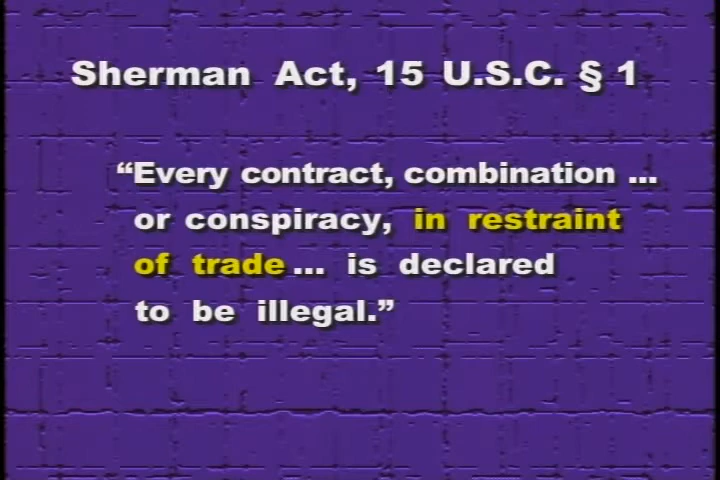 Sherman Act, 15 U.S.C. § 1
“Every contract, combination ...
or conspiracy, in restraint
of trade ... is declared
to be illegal.”